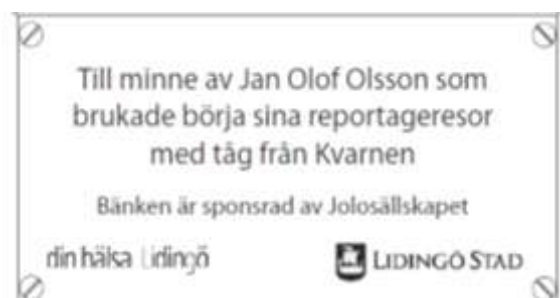 Till minne av Jan Olof Olsson som
brukade börja sina reportageresor
med tåg från Kvarnen
Bänken är sponsrad av Jolosällskapet
din hälsa Lidingö
LIDINGÖ STAD